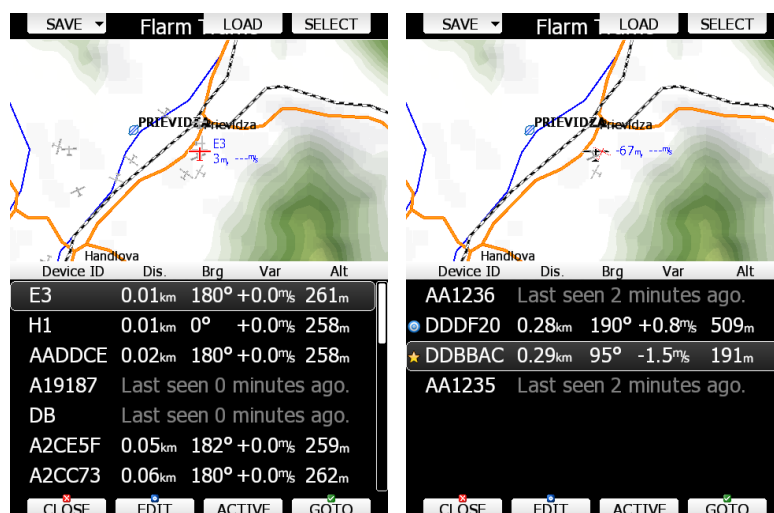 SAVE Flarm T LOAD SELECT
PRIEVIDZA
Prievidza
E3
3m, ---m/s
Handlova
Device ID Dis. Brg Var Alt
E3 0.01km 180° +0.0m/s 261m
H1 0.01km 0° +0.0m/s 258m
AADDCE 0.02km 180° +0.0m/s 258m
A19187 Last seen 0 minutes ago.
DB Last seen 0 minutes ago.
A2CE5F 0.05km 182° +0.0m/s 259m
A2CC73 0.06km 180° +0.0m/s 262m
CLOSE EDIT ACTIVE GOTO
SAVE Flarm T LOAD SELECT
PRIEVIDZA
Prievidza
-67m, ---m/s
Handlova
Device ID Dis. Brg Var Alt
AA1236 Last seen 2 minutes ago.
DDDF20 0.28km 190° +0.8m/s 509m
DDBBAC 0.29km 95° -1.5m/s 191m
AA1235 Last seen 2 minutes ago.
CLOSE EDIT ACTIVE GOTO